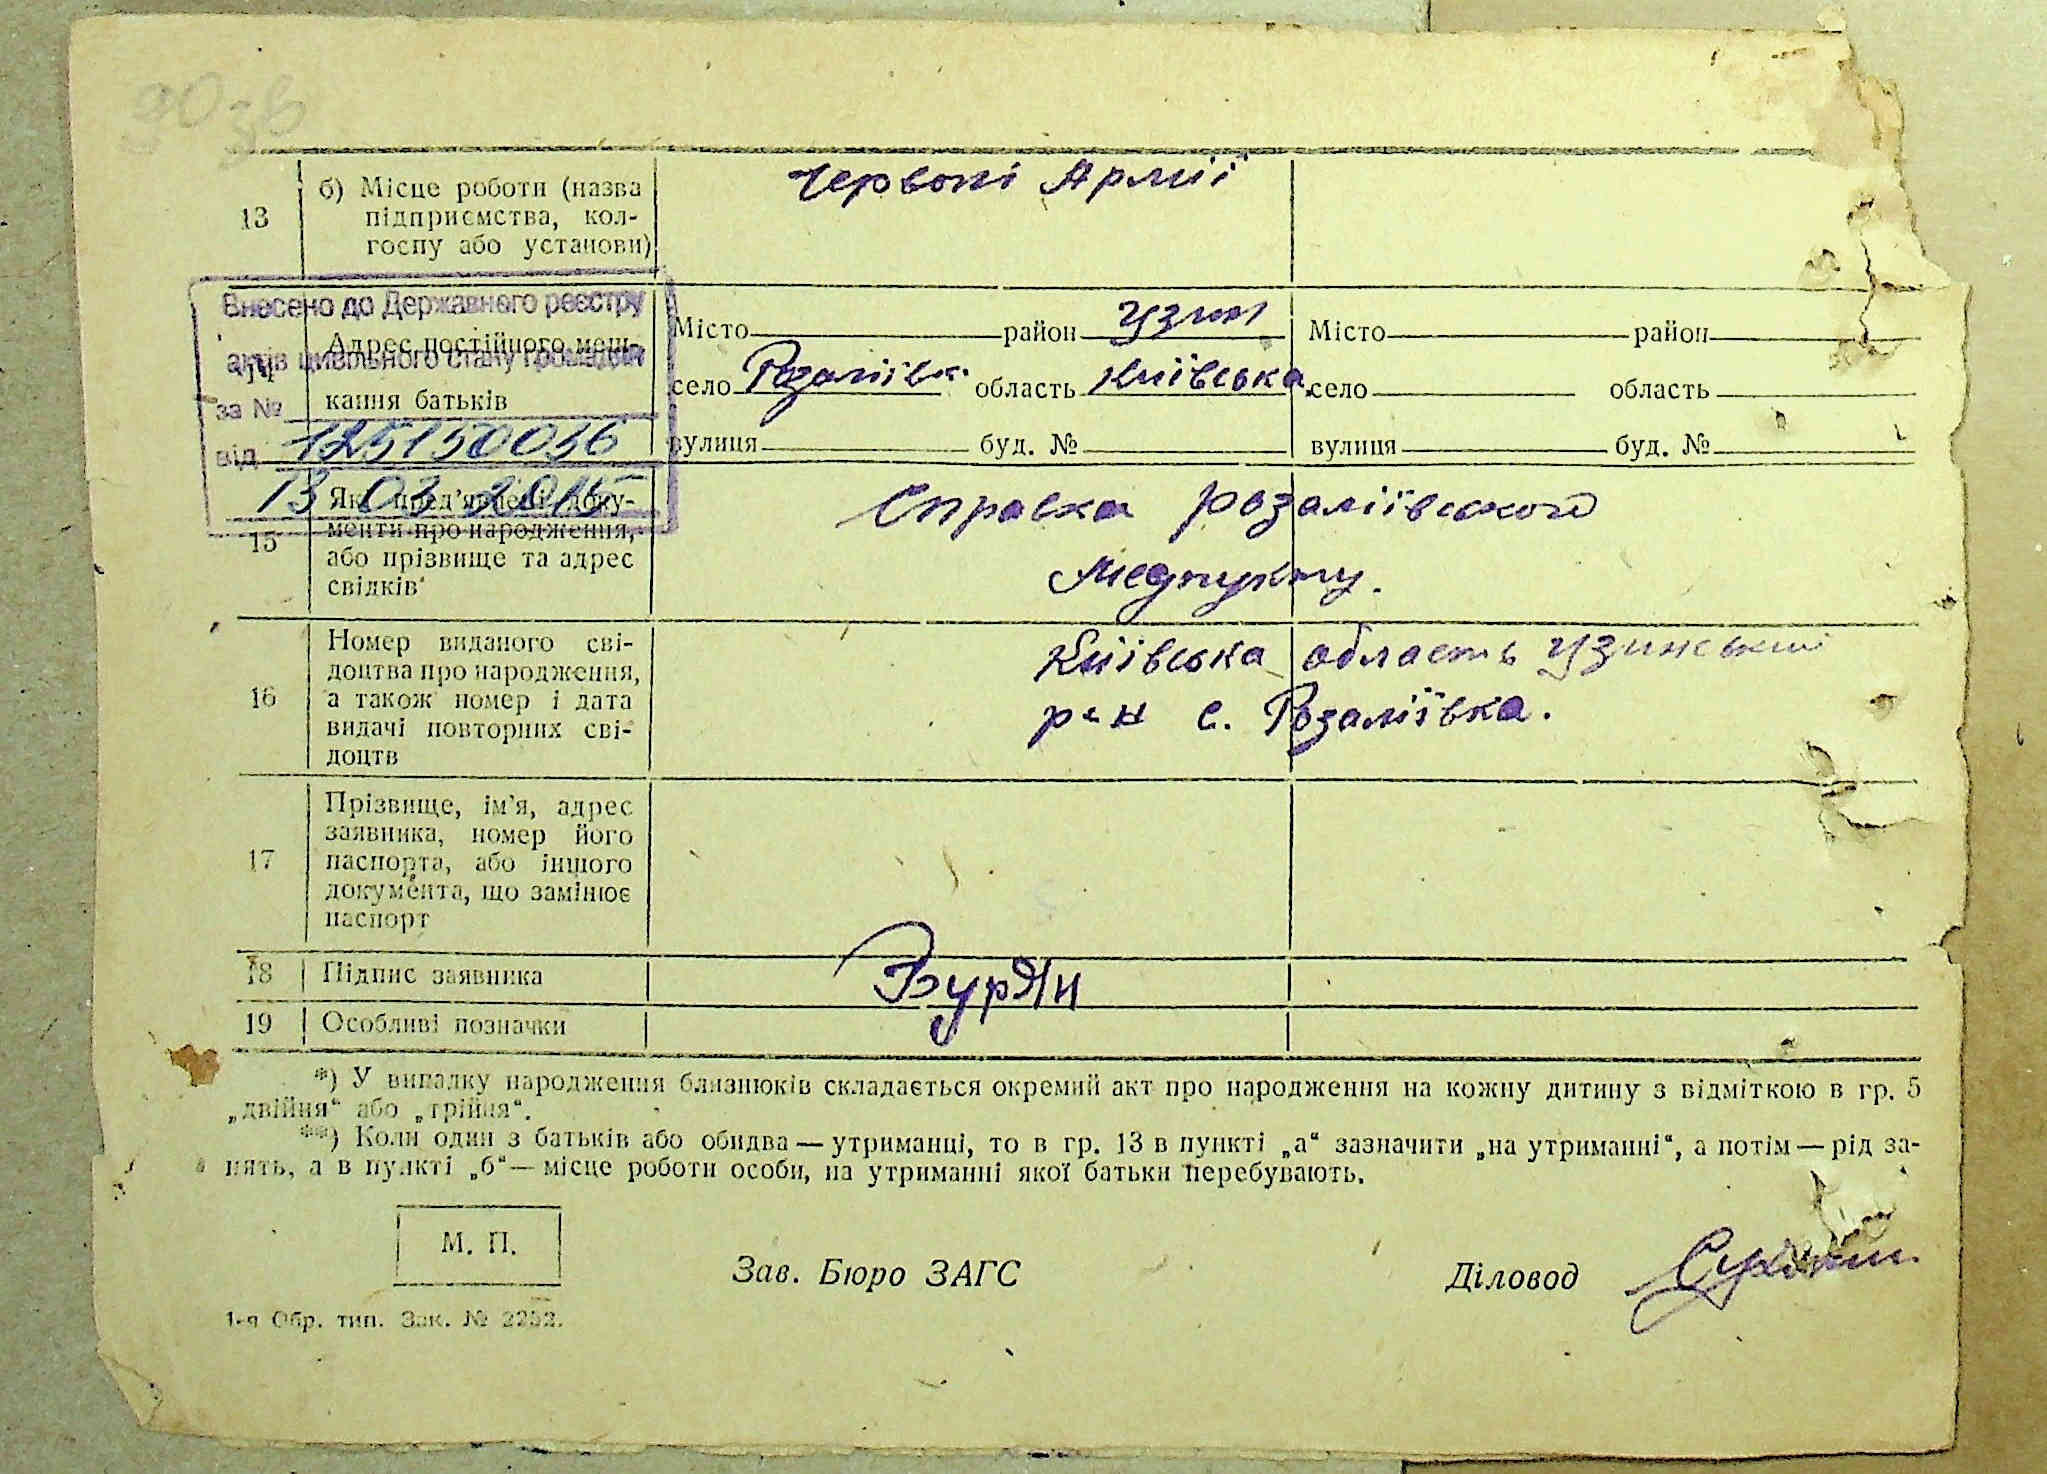 13
б) Місце роботи (назва
підприємства, кол-
госпу або установи)
Червоні Армії
Внесено до Державного реєстру
актів цивільного стану громадян
за №
125150036
від
13 03 2015
14
Адрес постійного меш-
кання батьків
Місто район Узин
село Розаліївк область Київська
вулиця буд. №
Місто район
село область
вулиця буд. №
15
Які пред'явлені доку-
менти про народження,
або прізвище та адрес
свідків
Справка Розаліївського
Медпункту.
16
Номер виданого сві-
доцтва про народження,
а також номер і дата
видачі повторних сві-
доцтв
Київська область Узинський
р-н с. Розаліївка.
17
Прізвище, ім'я, адрес
заявника, номер його
паспорта, або іншого
документа, що замінює
паспорт
18 Підпис заявника
Бурян
19 Особливі позначки
*) У випадку народження близнюків складається окремий акт про народження на кожну дитину з відміткою в гр. 5
„двійня“ або „трійня“.
**) Коли один з батьків або обидва — утриманці, то в гр. 13 в пункті „а“ зазначити „на утриманні“, а потім — рід за-
нять, а в пункті „б“ — місце роботи особи, на утриманні якої батьки перебувають.
М. П.
Зав. Бюро ЗАГС
Діловод
1-я Обр. тип. Зак. № 2252.